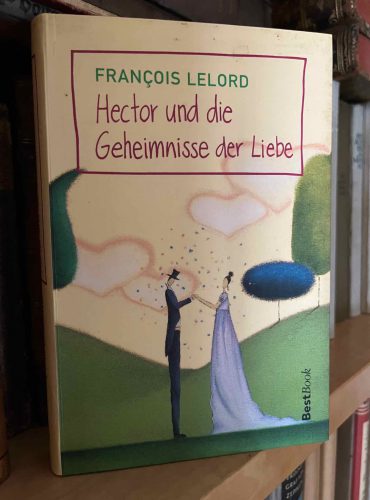 FRANÇOIS LELORD
Hector und die
Geheimnisse der Liebe
BestBook